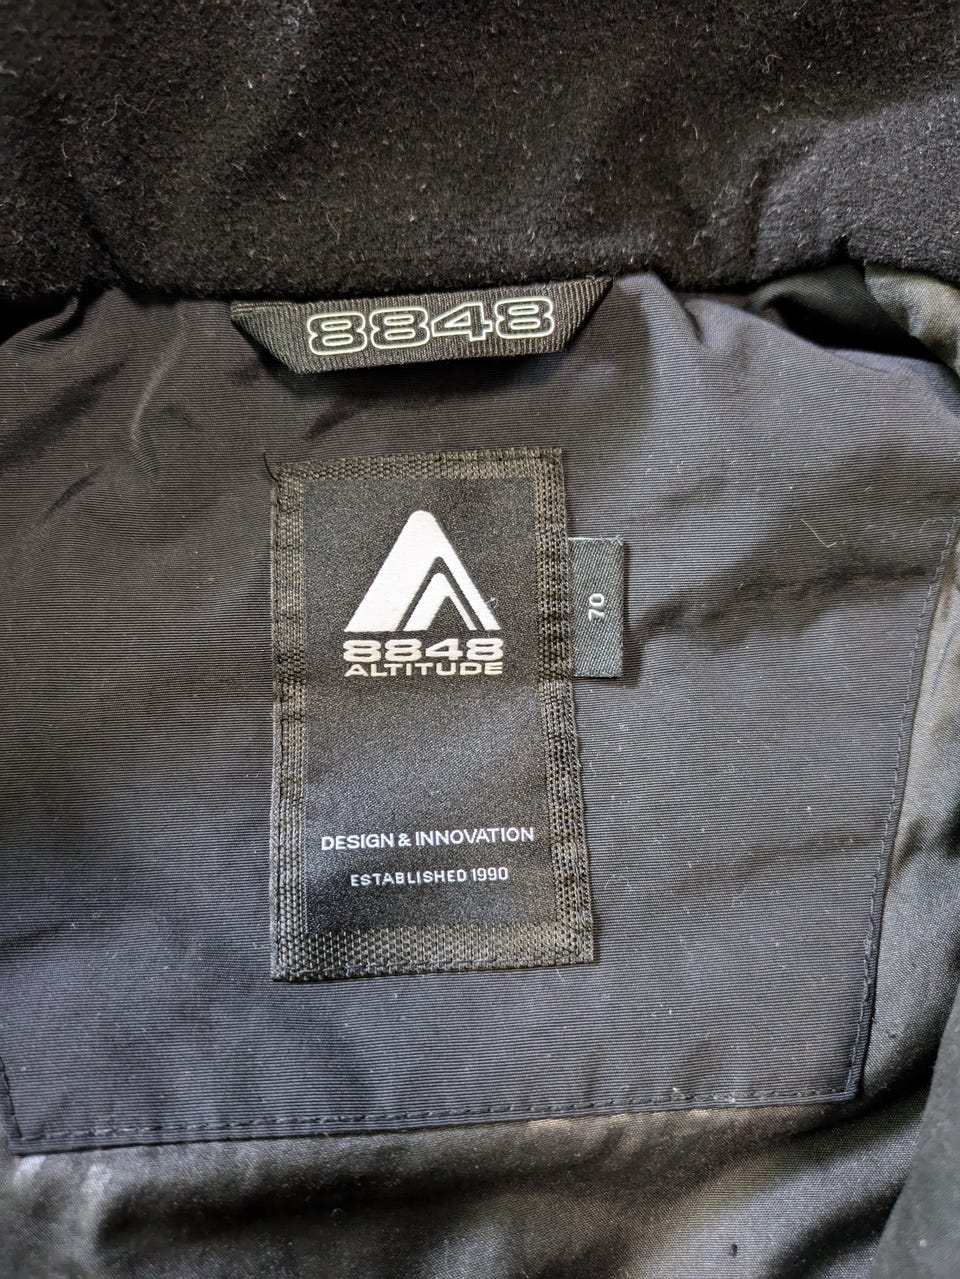 8848
8848
ALTITUDE
70
DESIGN & INNOVATION
ESTABLISHED 1990